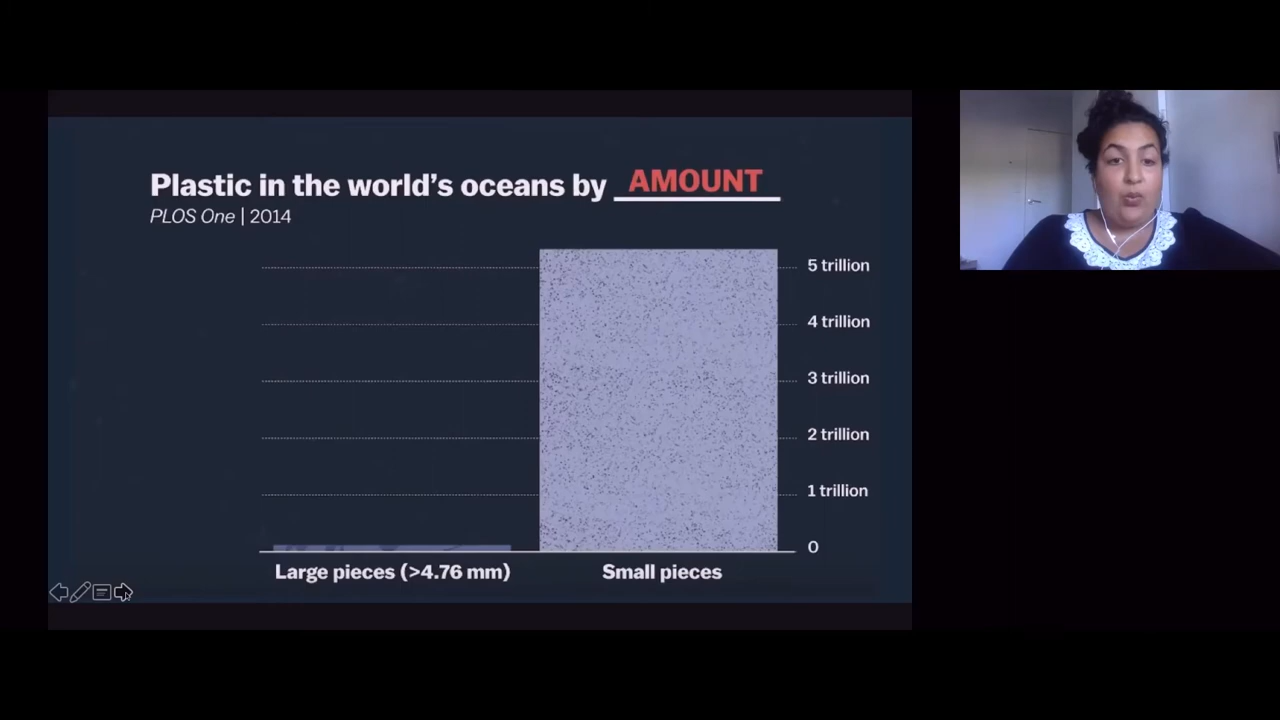 Plastic in the world's oceans by AMOUNT
PLOS One | 2014
5 trillion
4 trillion
3 trillion
2 trillion
1 trillion
0
Large pieces (>4.76 mm)
Small pieces